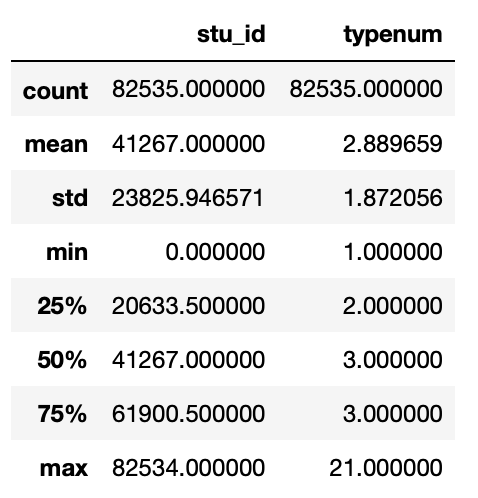 stu_id typenum
count 82535.000000 82535.000000
mean 41267.000000 2.889659
std 23825.946571 1.872056
min 0.000000 1.000000
25% 20633.500000 2.000000
50% 41267.000000 3.000000
75% 61900.500000 3.000000
max 82534.000000 21.000000